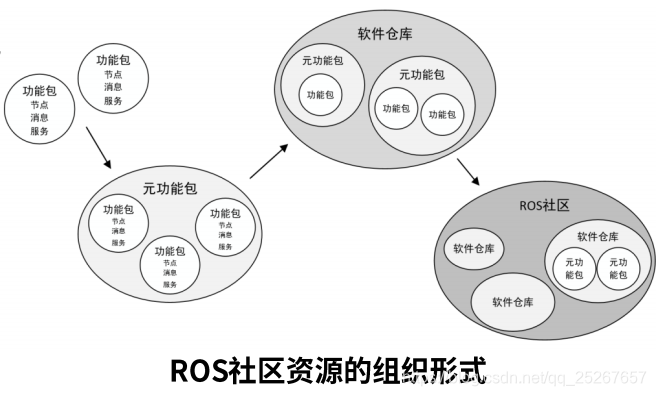 功能包
节点
消息
服务
功能包
节点
消息
服务
元功能包
功能包
节点
消息
服务
功能包
节点
消息
服务
功能包
节点
消息
服务
软件仓库
元功能包
功能包
元功能包
功能包
功能包
ROS社区
软件仓库
软件仓库
软件仓库
元功
能包
元功
能包
ROS社区资源的组织形式
https://blog.csdn.net/qq_25267657